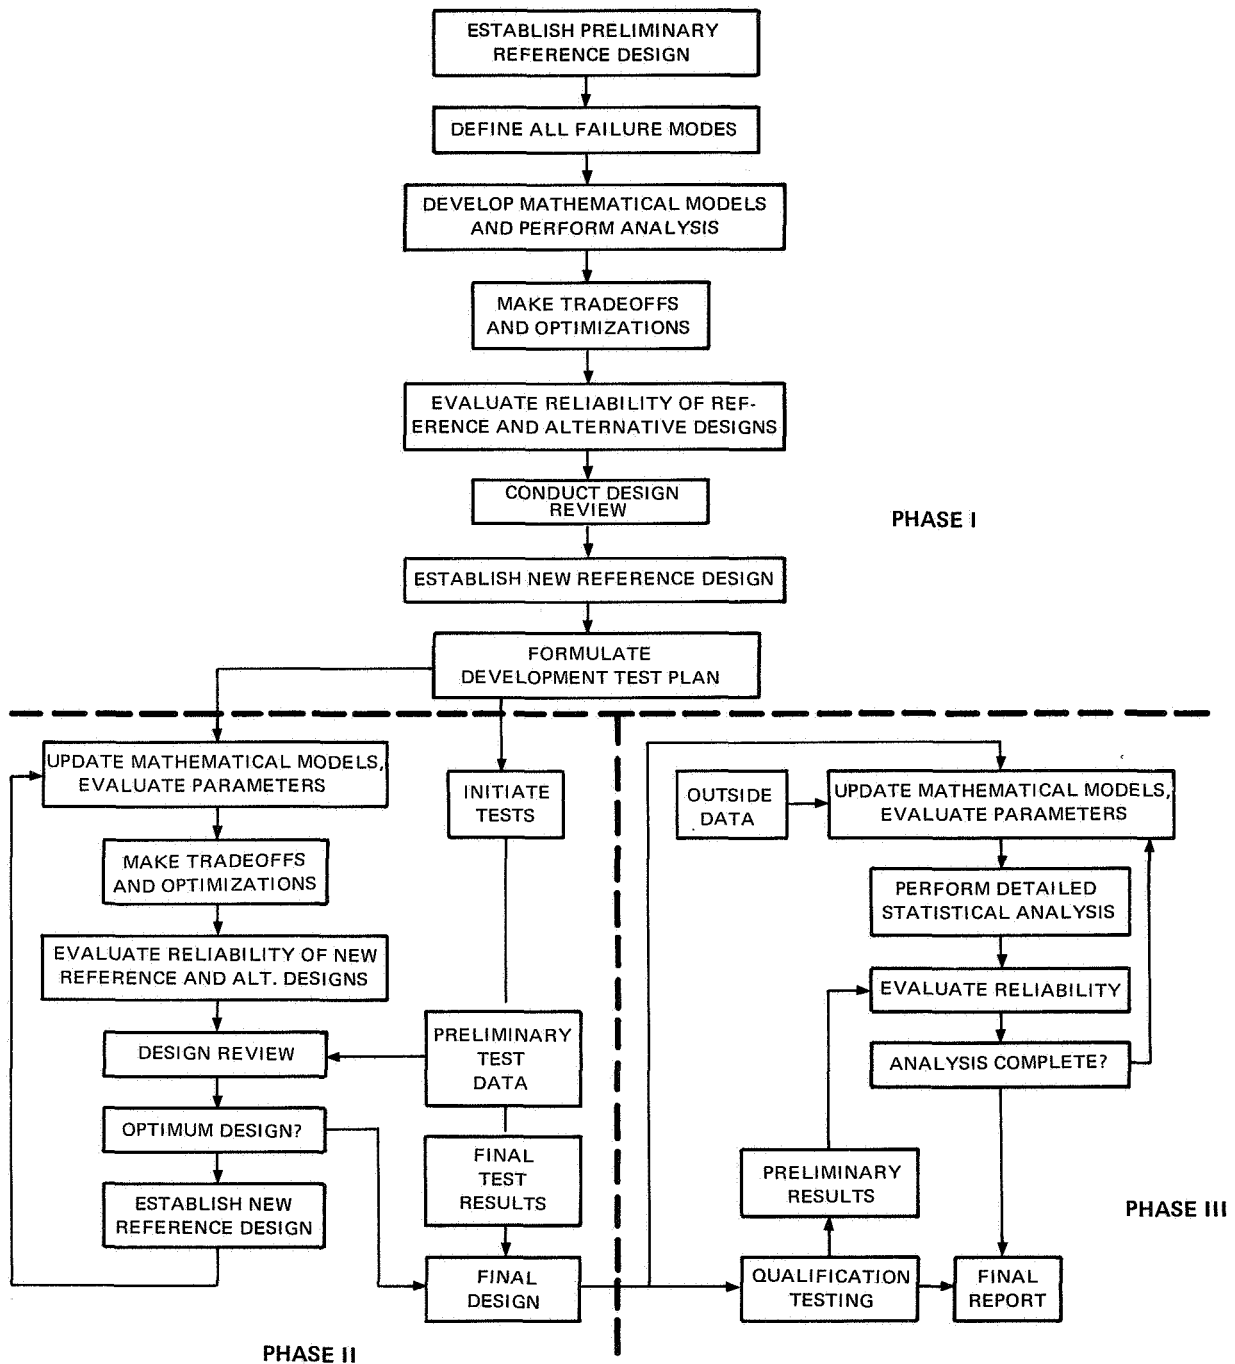 ESTABLISH PRELIMINARY
REFERENCE DESIGN
DEFINE ALL FAILURE MODES
DEVELOP MATHEMATICAL MODELS
AND PERFORM ANALYSIS
MAKE TRADEOFFS
AND OPTIMIZATIONS
EVALUATE RELIABILITY OF REF-
ERENCE AND ALTERNATIVE DESIGNS
CONDUCT DESIGN
REVIEW
PHASE I
ESTABLISH NEW REFERENCE DESIGN
FORMULATE
DEVELOPMENT TEST PLAN
UPDATE MATHEMATICAL MODELS,
EVALUATE PARAMETERS
MAKE TRADEOFFS
AND OPTIMIZATIONS
EVALUATE RELIABILITY OF NEW
REFERENCE AND ALT. DESIGNS
DESIGN REVIEW
OPTIMUM DESIGN?
ESTABLISH NEW
REFERENCE DESIGN
INITIATE
TESTS
PRELIMINARY
TEST
DATA
FINAL
TEST
RESULTS
FINAL
DESIGN
PHASE II
OUTSIDE
DATA
UPDATE MATHEMATICAL MODELS,
EVALUATE PARAMETERS
PERFORM DETAILED
STATISTICAL ANALYSIS
EVALUATE RELIABILITY
ANALYSIS COMPLETE?
PRELIMINARY
RESULTS
QUALIFICATION
TESTING
FINAL
REPORT
PHASE III